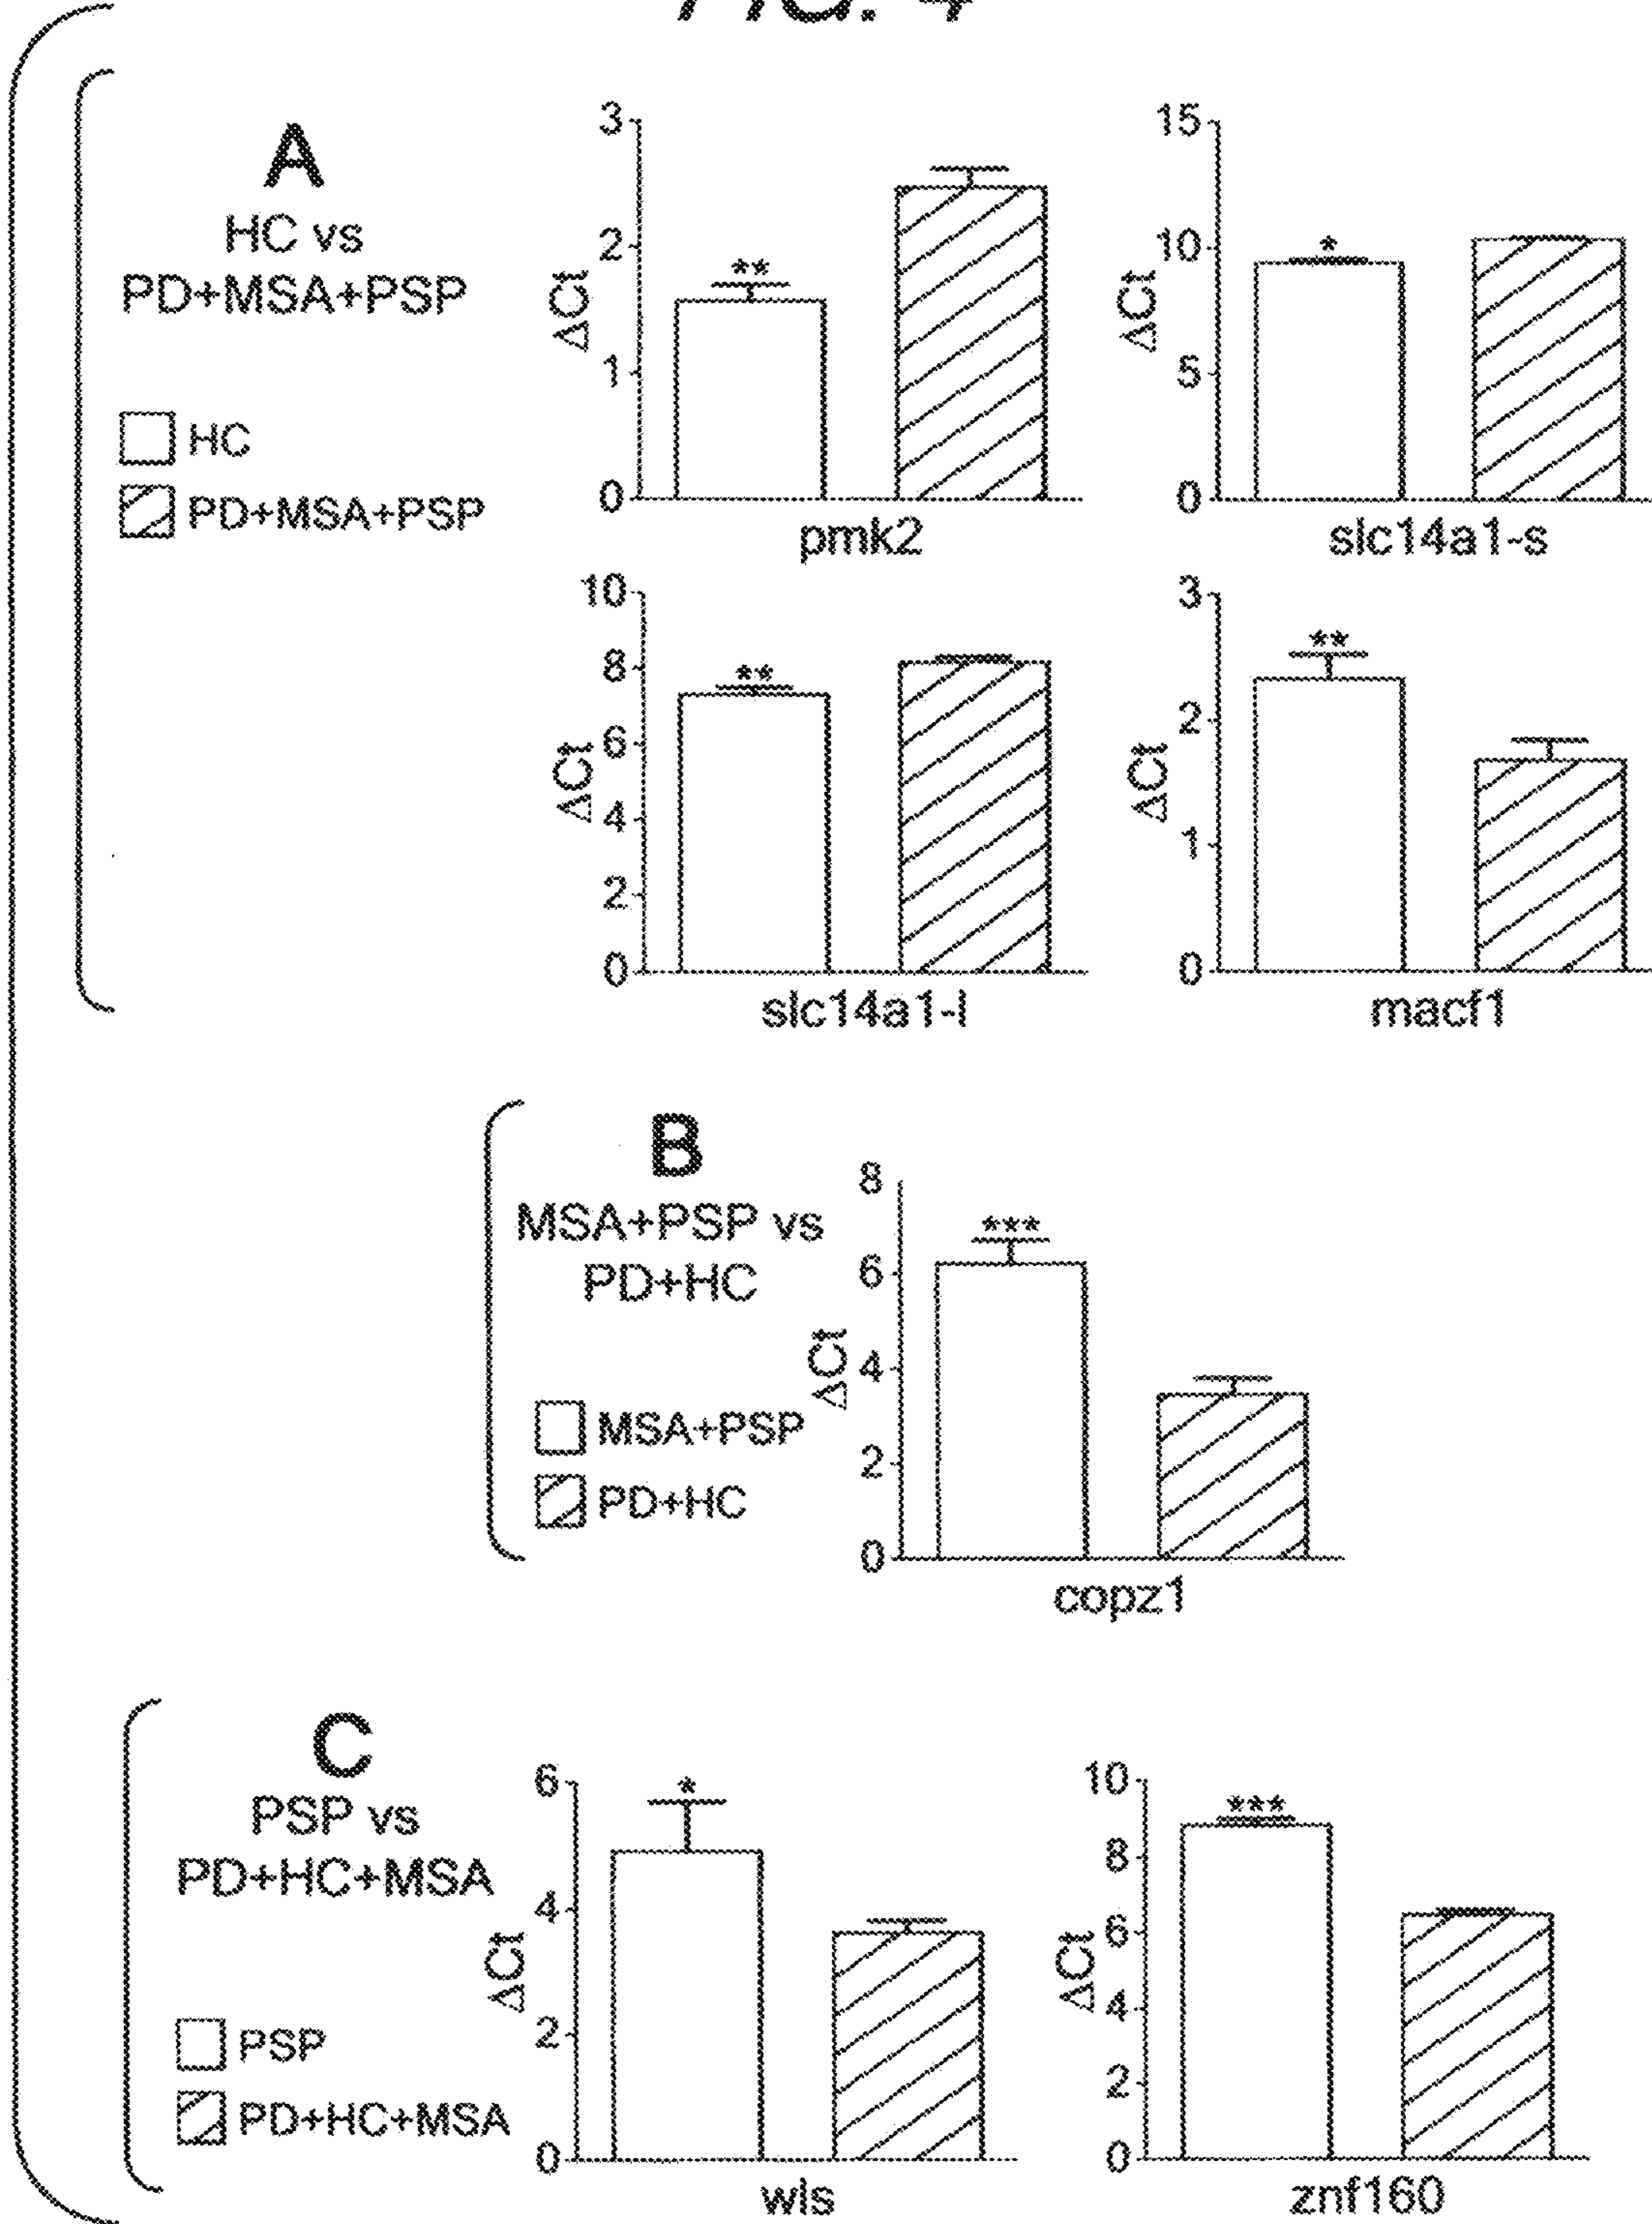 FIG. 4
A
HC vs
PD+MSA+PSP
HC
PD+MSA+PSP
3
2
1
0
ΔCt
**
pmk2
15
10
5
0
ΔCt
*
slc14a1-s
10
8
6
4
2
0
ΔCt
**
slc14a1-l
3
2
1
0
ΔCt
**
macf1
B
MSA+PSP vs
PD+HC
MSA+PSP
PD+HC
8
6
4
2
0
ΔCt
***
copz1
C
PSP vs
PD+HC+MSA
PSP
PD+HC+MSA
6
4
2
0
ΔCt
*
wls
10
8
6
4
2
0
ΔCt
***
znf160